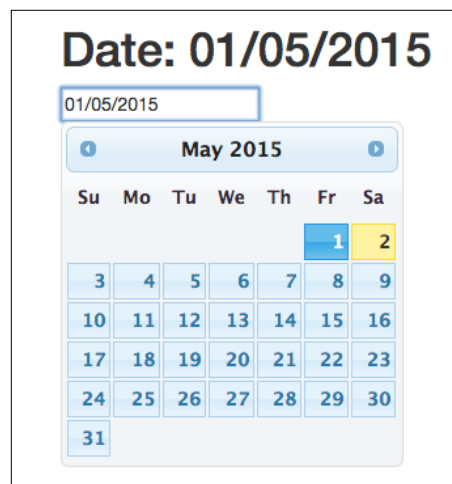 Date: 01/05/2015
01/05/2015
May 2015
Su Mo Tu We Th Fr Sa
1 2
3 4 5 6 7 8 9
10 11 12 13 14 15 16
17 18 19 20 21 22 23
24 25 26 27 28 29 30
31